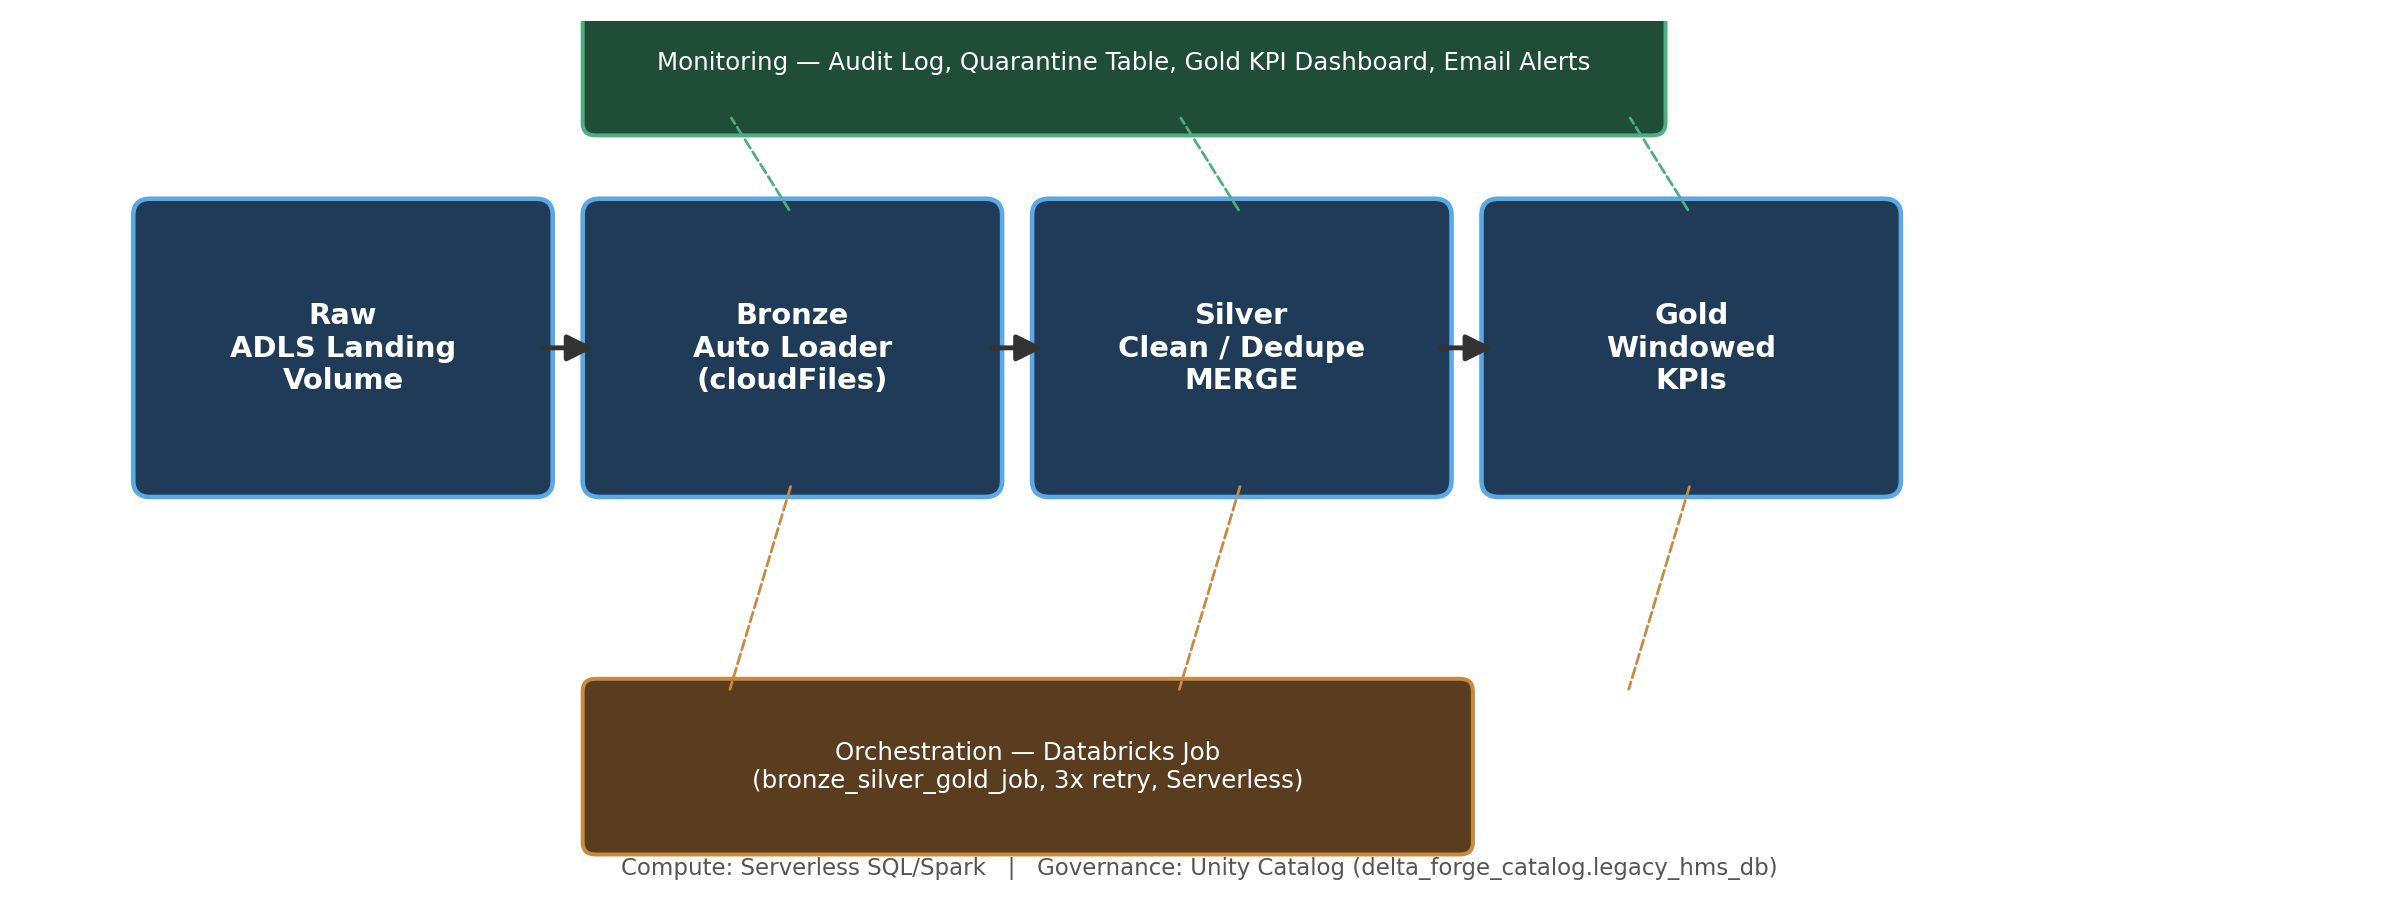 Monitoring — Audit Log, Quarantine Table, Gold KPI Dashboard, Email Alerts
Raw
ADLS Landing
Volume
Bronze
Auto Loader
(cloudFiles)
Silver
Clean / Dedupe
MERGE
Gold
Windowed
KPIs
Orchestration — Databricks Job
(bronze_silver_gold_job, 3x retry, Serverless)
Compute: Serverless SQL/Spark | Governance: Unity Catalog (delta_forge_catalog.legacy_hms_db)